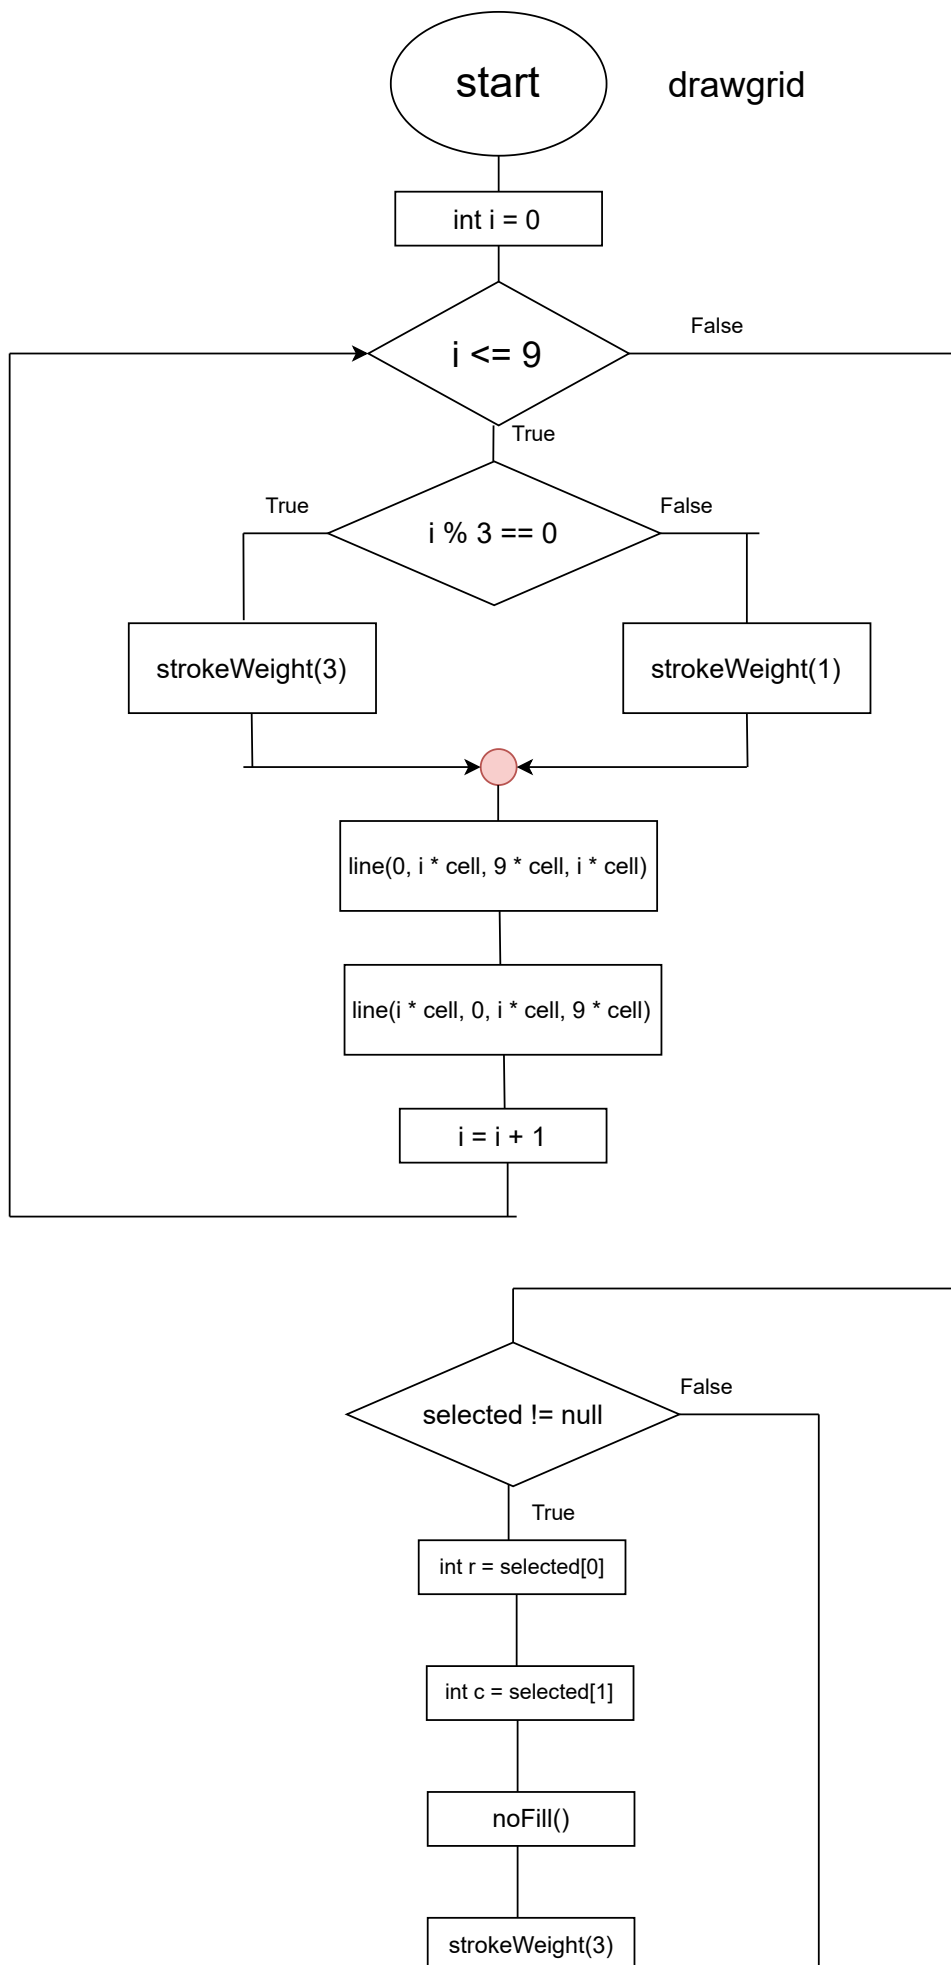 start
drawgrid
int i = 0
i <= 9
False
True
True
i % 3 == 0
False
strokeWeight(3)
strokeWeight(1)
line(0, i * cell, 9 * cell, i * cell)
line(i * cell, 0, i * cell, 9 * cell)
i = i + 1
selected != null
False
True
int r = selected[0]
int c = selected[1]
noFill()
strokeWeight(3)